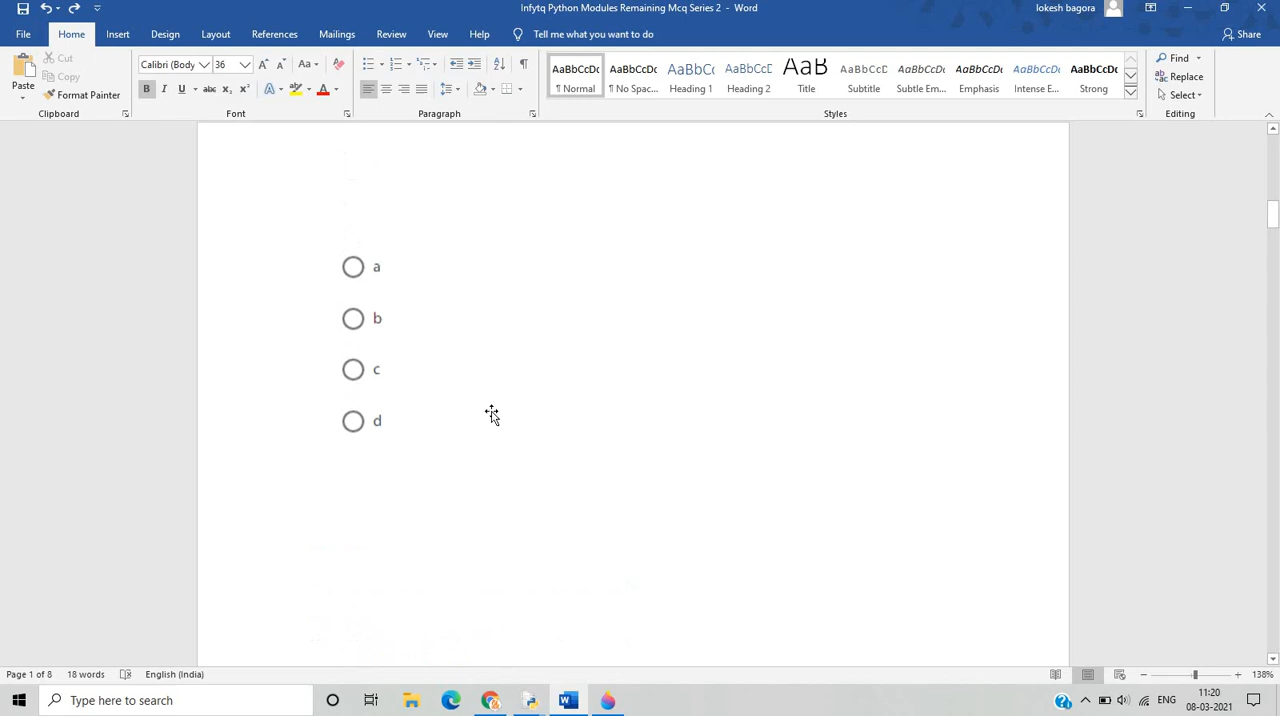 Infytq Python Modules Remaining Mcq Series 2 - Word
lokesh bagora
File Home Insert Design Layout References Mailings Review View Help Tell me what you want to do Share
Paste
Cut
Copy
Format Painter
Clipboard
Calibri (Body 36
Font
Paragraph
AaBbCcDc AaBbCcDc AaBbCc AaBbCcD AaB AaBbCcD AaBbCcDc AaBbCcDc AaBbCcDc AaBbCcDc
¶ Normal ¶ No Spac... Heading 1 Heading 2 Title Subtitle Subtle Em... Emphasis Intense E... Strong
Styles
Find
Replace
Select
Editing
a
b
c
d
Page 1 of 8 18 words English (India) 138%
Type here to search
ENG
11:20
08-03-2021